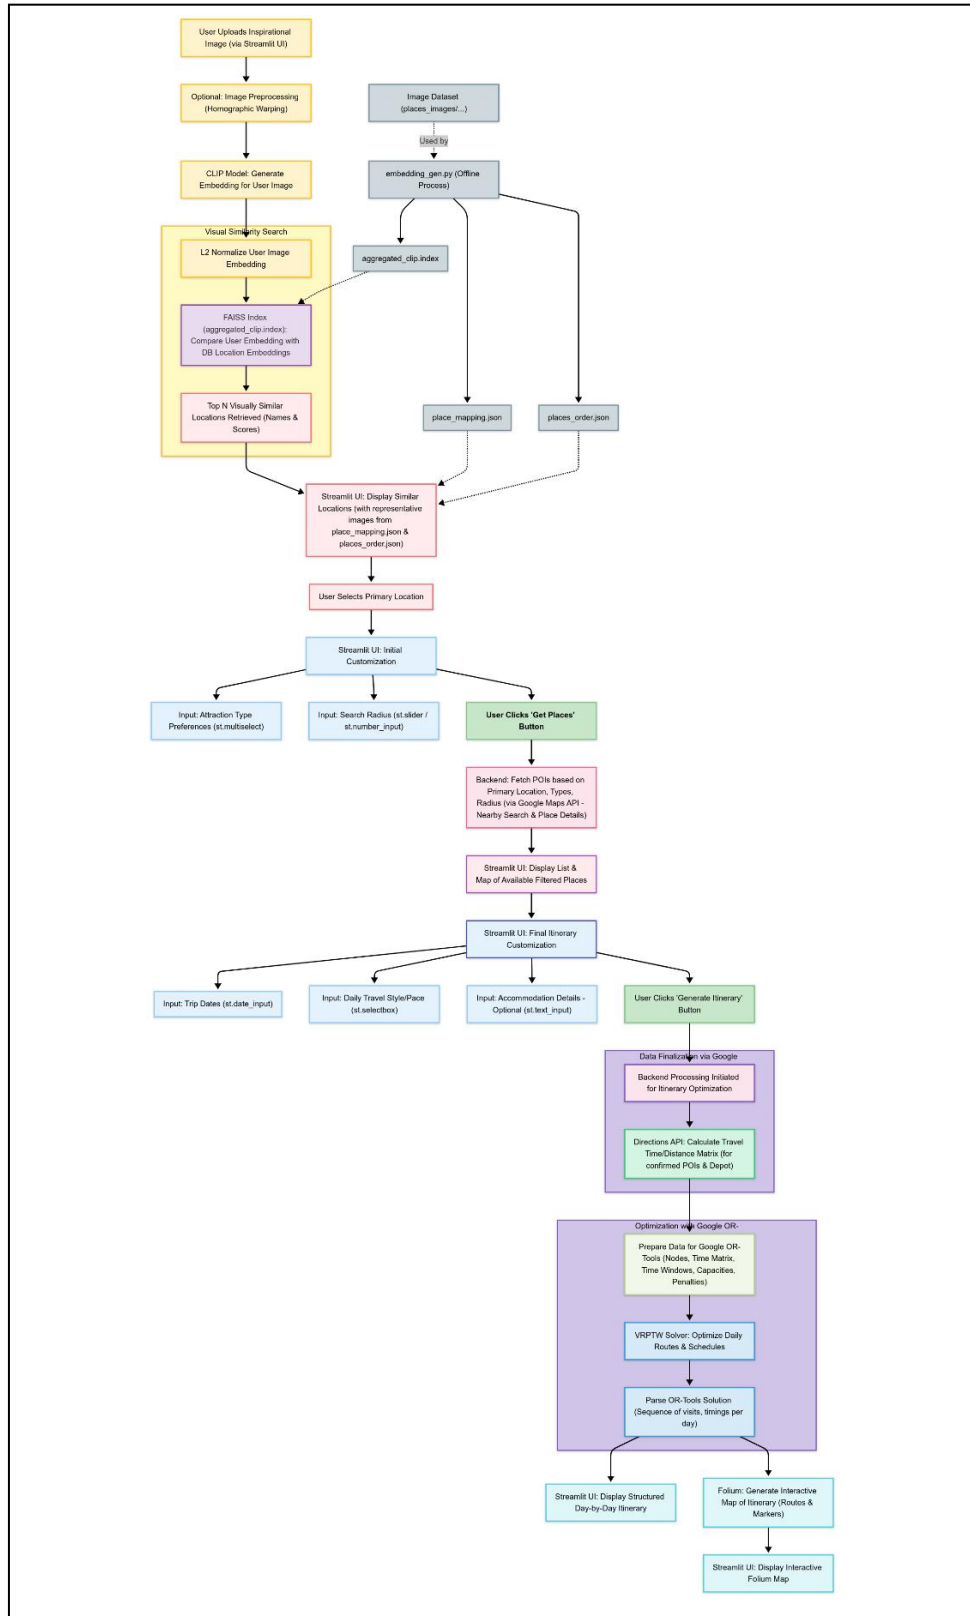 User Uploads Inspirational
Image (via Streamlit UI)
Optional: Image Preprocessing
(Homographic Warping)
Image Dataset
(places_images/...)
Used by
CLIP Model: Generate
Embedding for User Image
embedding_gen.py (Offline
Process)
Visual Similarity Search
L2 Normalize User Image
Embedding
aggregated_clip.index
FAISS Index
(aggregated_clip.index):
Compare User Embedding with
DB Location Embeddings
Top N Visually Similar
Locations Retrieved (Names &
Scores)
place_mapping.json
places_order.json
Streamlit UI: Display Similar
Locations (with representative
images from
place_mapping.json &
places_order.json)
User Selects Primary Location
Streamlit UI: Initial
Customization
Input: Attraction Type
Preferences (st.multiselect)
Input: Search Radius (st.slider /
st.number_input)
User Clicks 'Get Places'
Button
Backend: Fetch POIs based on
Primary Location, Types,
Radius (via Google Maps API -
Nearby Search & Place Details)
Streamlit UI: Display List &
Map of Available Filtered Places
Streamlit UI: Final Itinerary
Customization
Input: Trip Dates (st.date_input)
Input: Daily Travel Style/Pace
(st.selectbox)
Input: Accommodation Details -
Optional (st.text_input)
User Clicks 'Generate Itinerary'
Button
Data Finalization via Google
Backend Processing Initiated
for Itinerary Optimization
Directions API: Calculate Travel
Time/Distance Matrix (for
confirmed POIs & Depot)
Optimization with Google OR-
Prepare Data for Google OR-
Tools (Nodes, Time Matrix,
Time Windows, Capacities,
Penalties)
VRPTW Solver: Optimize Daily
Routes & Schedules
Parse OR-Tools Solution
(Sequence of visits, timings per
day)
Streamlit UI: Display Structured
Day-by-Day Itinerary
Folium: Generate Interactive
Map of Itinerary (Routes &
Markers)
Streamlit UI: Display Interactive
Folium Map